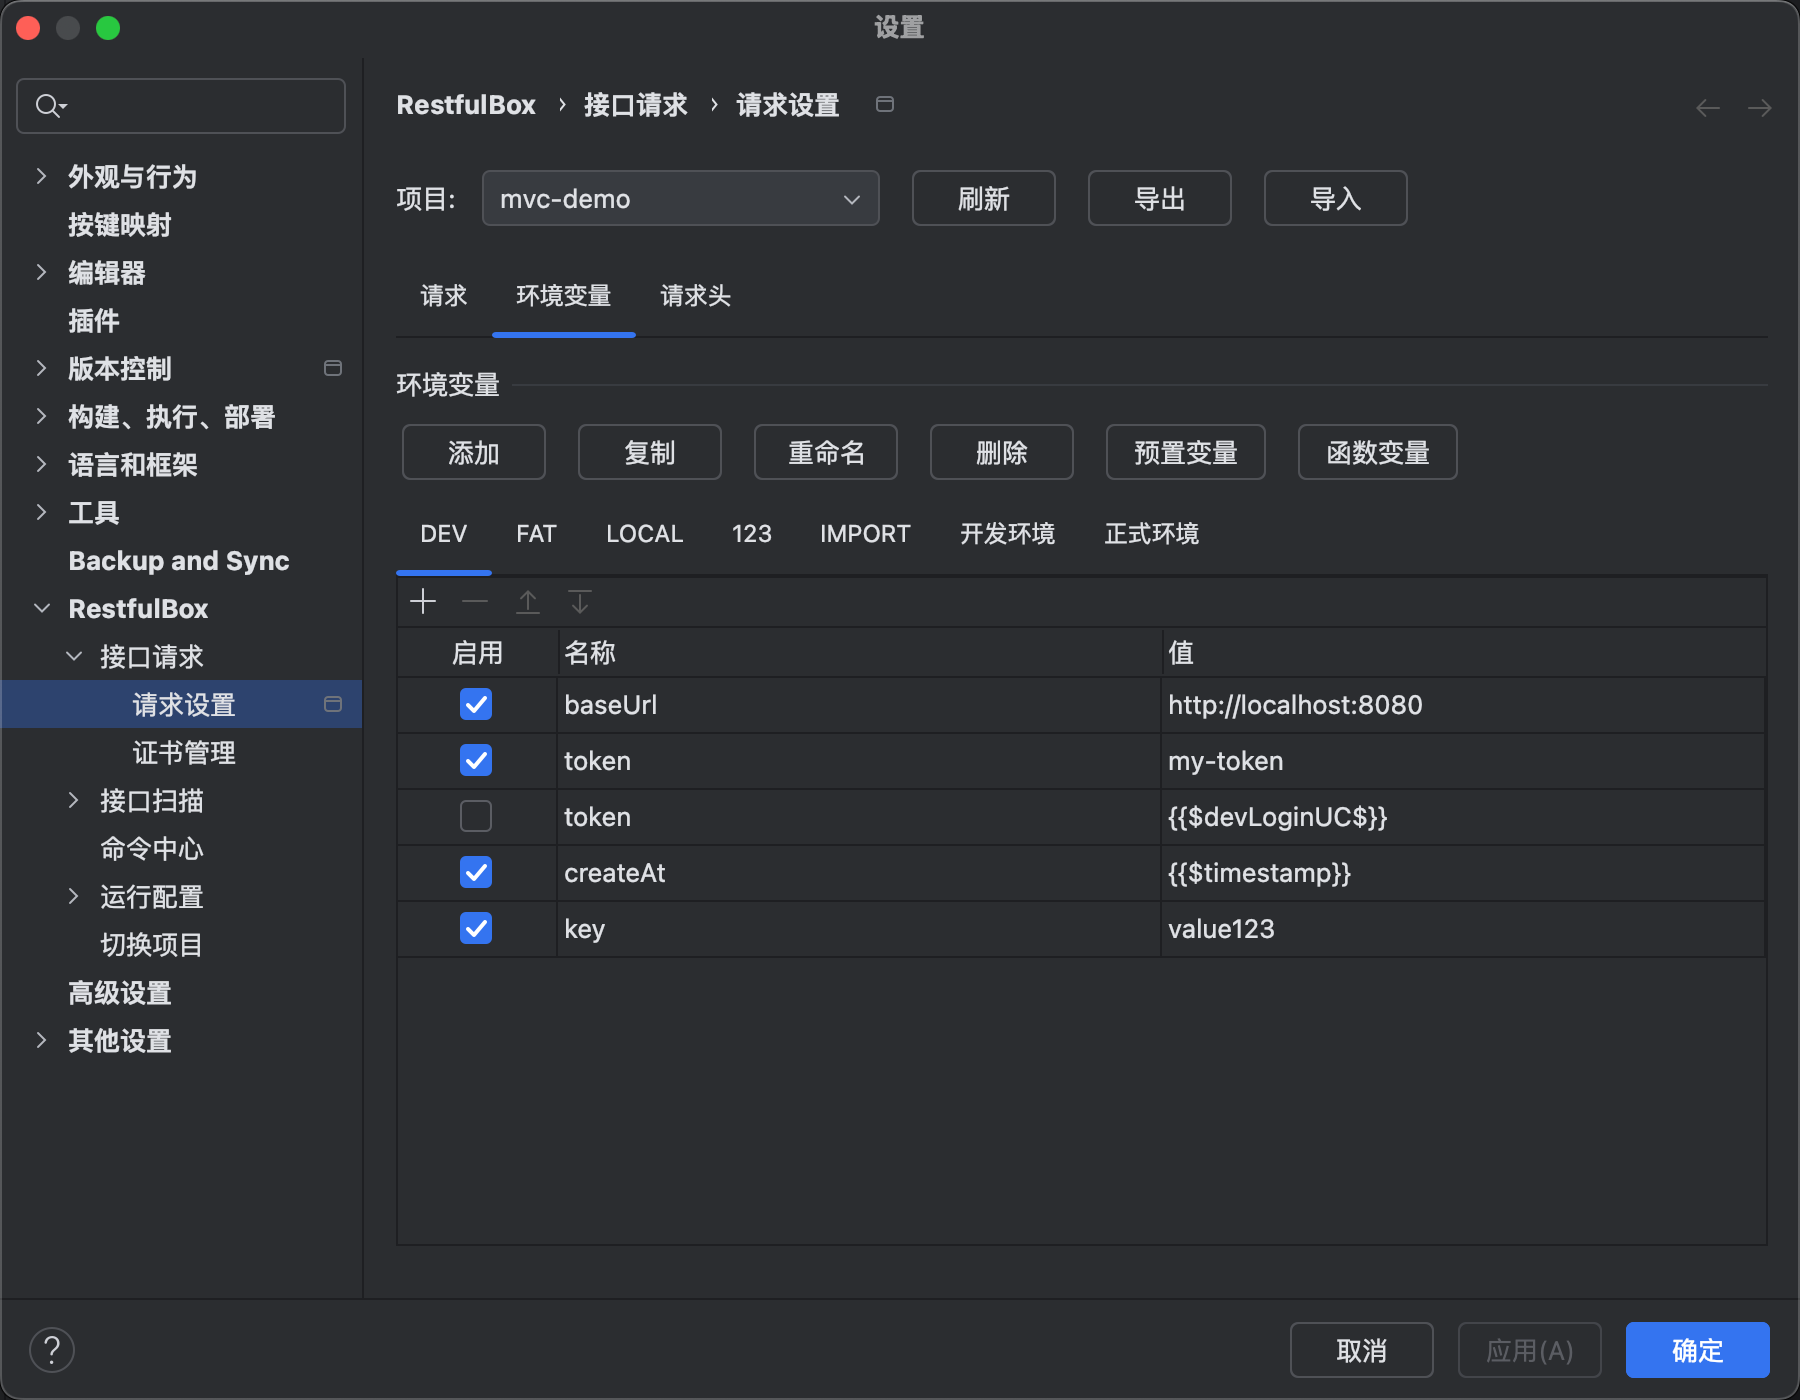 设置
外观与行为
按键映射
编辑器
插件
版本控制
构建、执行、部署
语言和框架
工具
Backup and Sync
RestfulBox
接口请求
请求设置
证书管理
接口扫描
命令中心
运行配置
切换项目
高级设置
其他设置
RestfulBox › 接口请求 › 请求设置
项目: mvc-demo 刷新 导出 导入
请求 环境变量 请求头
环境变量
添加 复制 重命名 删除 预置变量 函数变量
DEV FAT LOCAL 123 IMPORT 开发环境 正式环境
启用 名称 值
baseUrl http://localhost:8080
token my-token
token {{$devLoginUC$}}
createAt {{$timestamp}}
key value123
? 取消 应用(A) 确定